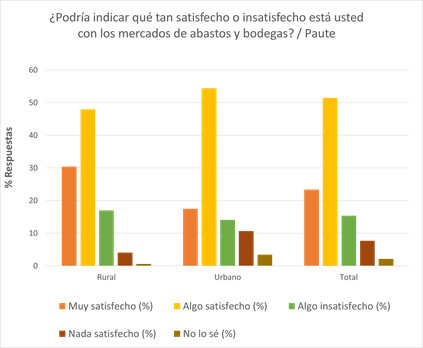 ¿Podría indicar qué tan satisfecho o insatisfecho está usted
con los mercados de abastos y bodegas? / Paute
60
50
40
30
20
10
0
% Respuestas
Rural Urbano Total
Muy satisfecho (%) Algo satisfecho (%) Algo insatisfecho (%)
Nada satisfecho (%) No lo sé (%)